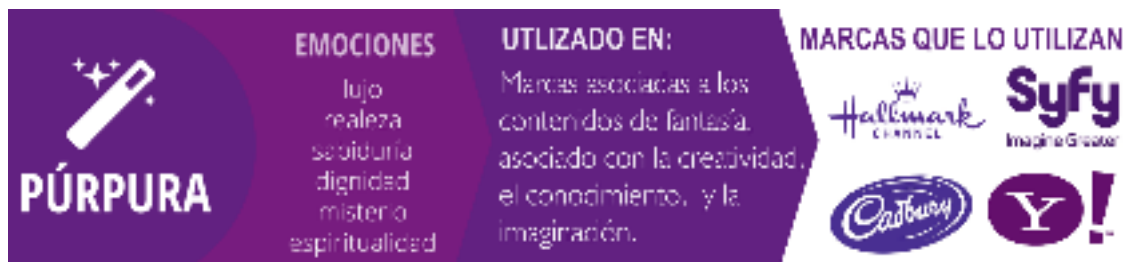 PÚRPURA
EMOCIONES
lujo
realeza
sabiduría
dignidad
misterio
espiritualidad
UTLIZADO EN:
Marcas asociadas a los
contenidos de fantasía.
asociado con la creatividad,
el conocimiento, y la
imaginación.
MARCAS QUE LO UTILIZAN
Hallmark
CHANNEL
Syfy
Imagine Greater
Cadbury
Y!